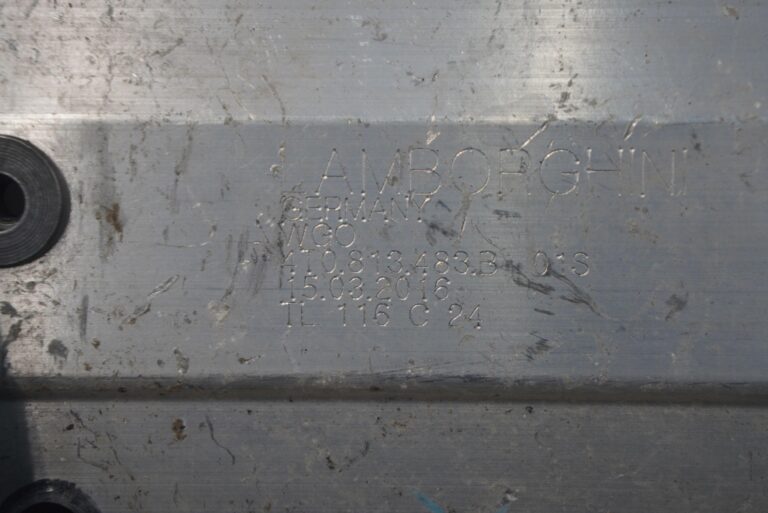 LAMBORGHINI
GERMANY
WGO
4T0.813.483.B 01S
15.03.2016
TL 116 C 24